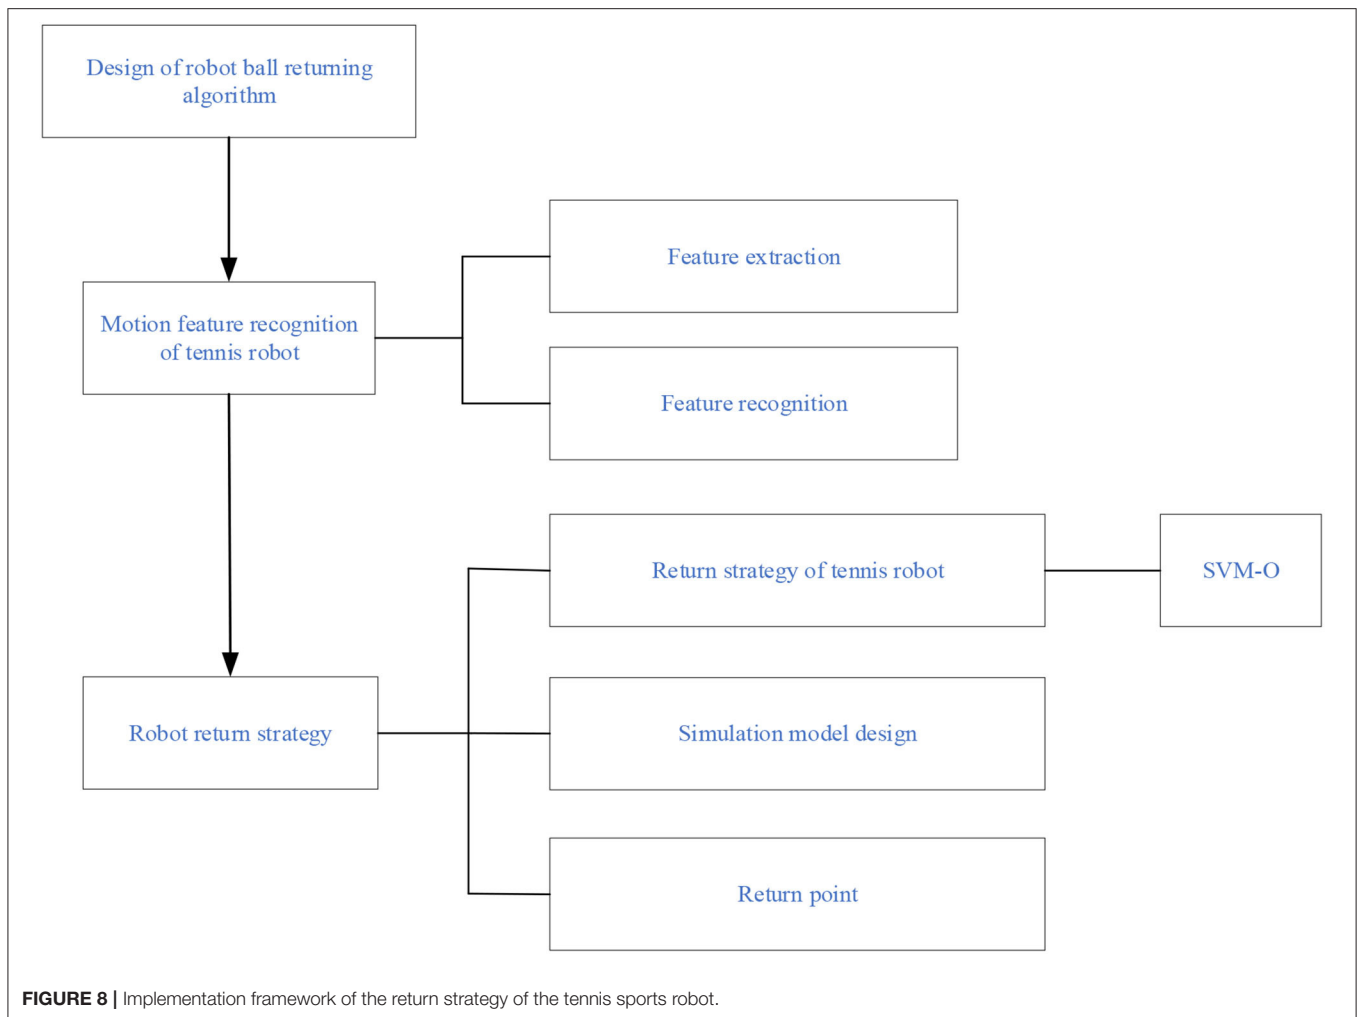 Design of robot ball returning
algorithm
Motion feature recognition
of tennis robot
Feature extraction
Feature recognition
Robot return strategy
Return strategy of tennis robot
SVM-O
Simulation model design
Return point
FIGURE 8 | Implementation framework of the return strategy of the tennis sports robot.